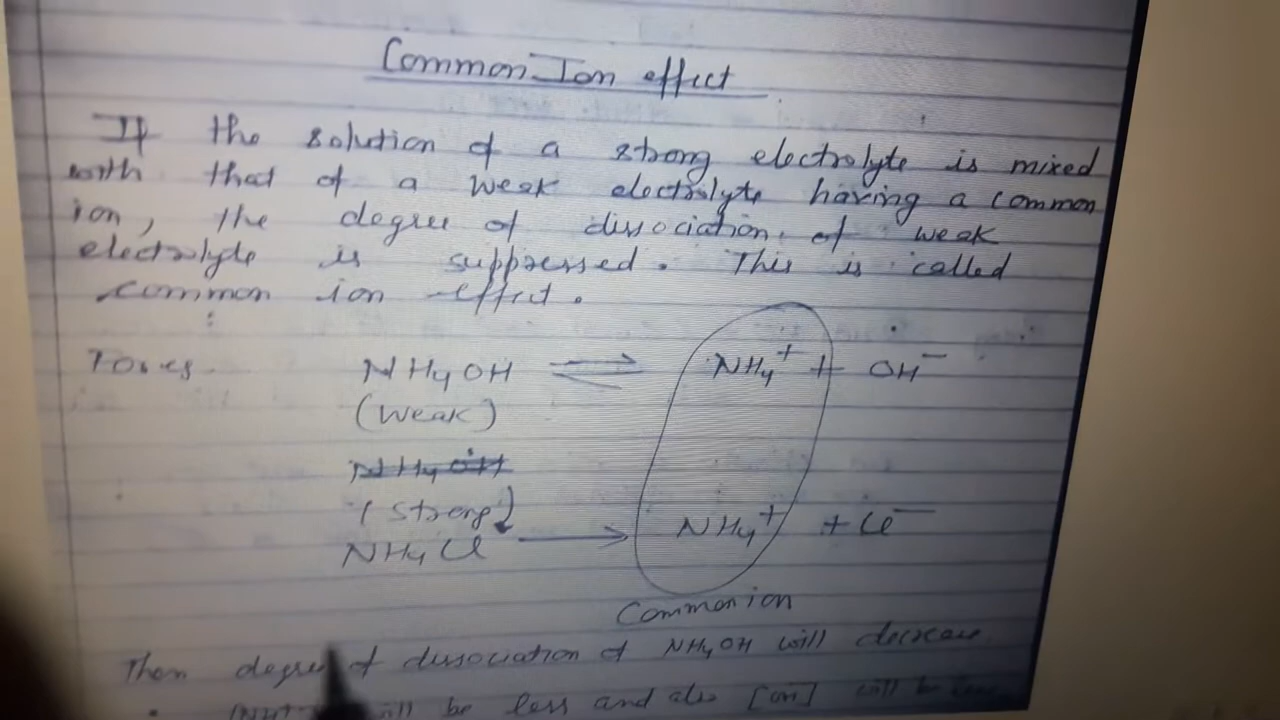 Common Ion effect
If the solution of a strong electrolyte is mixed
with that of a weak electrolyte having a common
ion, the degree of dissociation of weak
electrolyte is suppressed. This is called
common ion effect.
NH4OH ⇌ NH4+ + OH−
(Weak)
NH4OH
(Strong)
NH4Cl → NH4+ + Cl−
Common ion
Then degree of dissociation of NH4OH will decrease
will be less and also [OH] will be